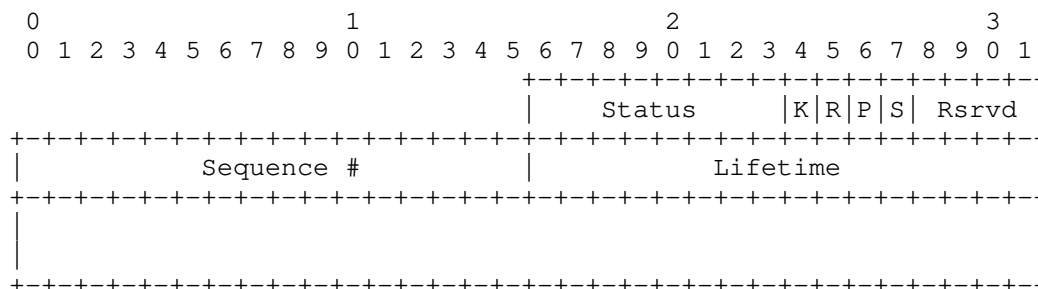 0                   1                   2                   3
 0 1 2 3 4 5 6 7 8 9 0 1 2 3 4 5 6 7 8 9 0 1 2 3 4 5 6 7 8 9 0 1
                                +-+-+-+-+-+-+-+-+-+-+-+-+-+-+-+-
                                |    Status     |K|R|P|S| Rsrvd
+-+-+-+-+-+-+-+-+-+-+-+-+-+-+-+-+-+-+-+-+-+-+-+-+-+-+-+-+-+-+-+-
|           Sequence #          |           Lifetime
+-+-+-+-+-+-+-+-+-+-+-+-+-+-+-+-+-+-+-+-+-+-+-+-+-+-+-+-+-+-+-+-
|
|
+-+-+-+-+-+-+-+-+-+-+-+-+-+-+-+-+-+-+-+-+-+-+-+-+-+-+-+-+-+-+-+-